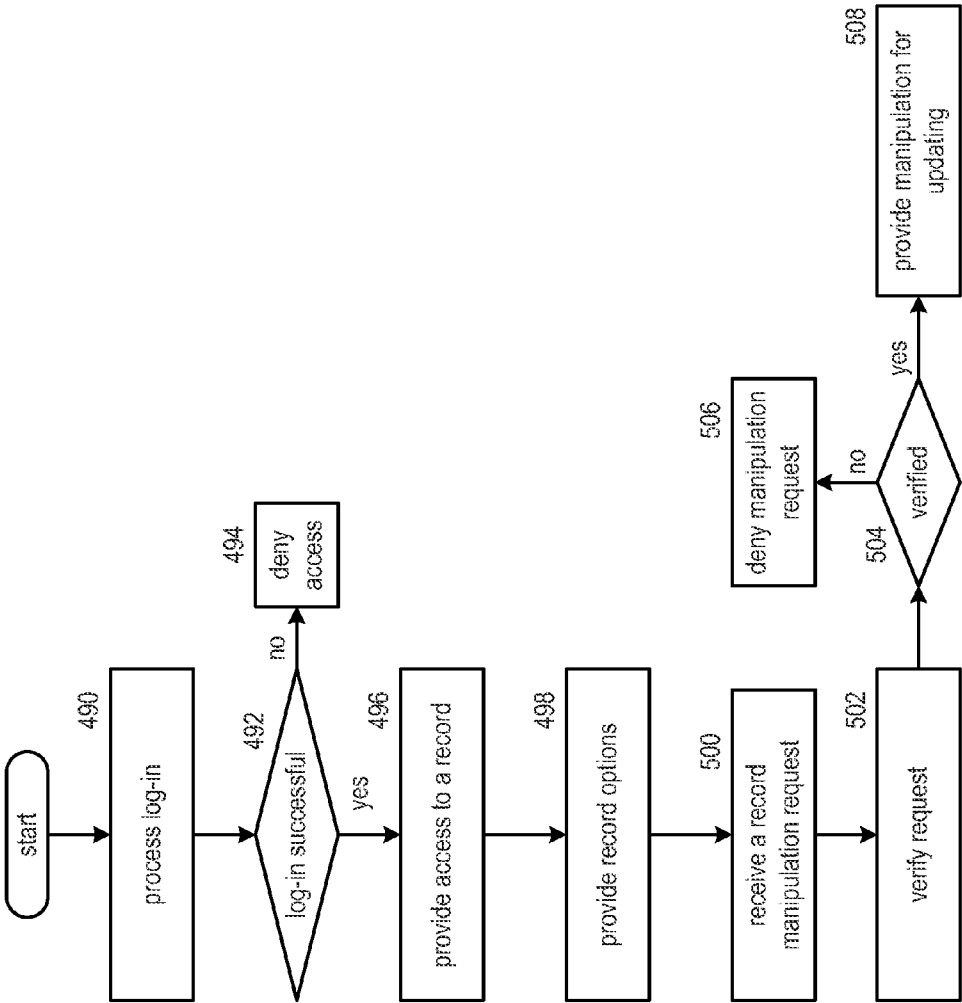 start
490
process log-in
492
log-in successful
no
494
deny
access
yes
496
provide access to a record
498
provide record options
500
receive a record
manipulation request
502
verify request
504
verified
no
506
deny manipulation
request
yes
508
provide manipulation for
updating